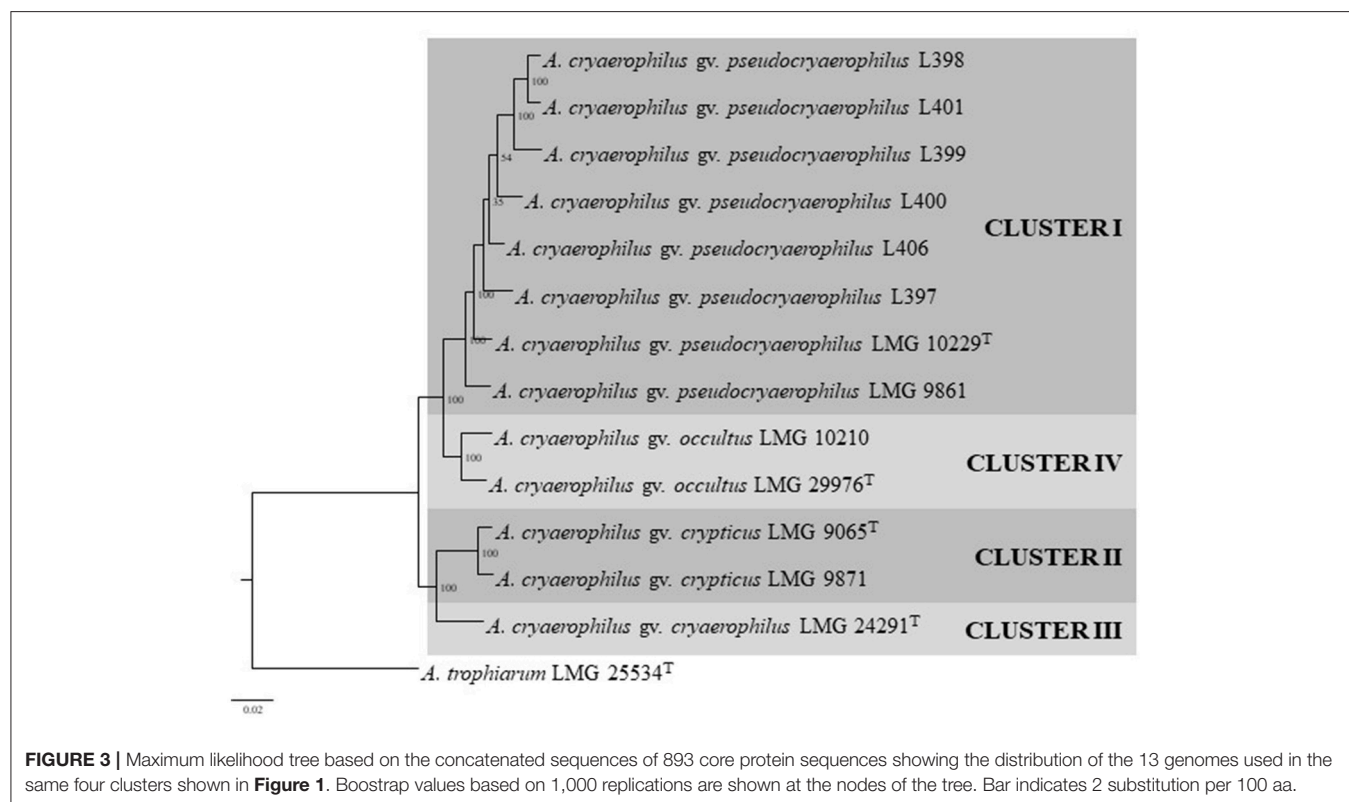 A. cryaerophilus gv. pseudocryaerophilus L398
100
A. cryaerophilus gv. pseudocryaerophilus L401
100
A. cryaerophilus gv. pseudocryaerophilus L399
54
A. cryaerophilus gv. pseudocryaerophilus L400
35
CLUSTER I
A. cryaerophilus gv. pseudocryaerophilus L406
A. cryaerophilus gv. pseudocryaerophilus L397
100
A. cryaerophilus gv. pseudocryaerophilus LMG 10229T
100
A. cryaerophilus gv. pseudocryaerophilus LMG 9861
100
A. cryaerophilus gv. occultus LMG 10210
100
CLUSTER IV
A. cryaerophilus gv. occultus LMG 29976T
A. cryaerophilus gv. crypticus LMG 9065T
100
CLUSTER II
A. cryaerophilus gv. crypticus LMG 9871
100
A. cryaerophilus gv. cryaerophilus LMG 24291T
CLUSTER III
A. trophiarum LMG 25534T
0.02
FIGURE 3 | Maximum likelihood tree based on the concatenated sequences of 893 core protein sequences showing the distribution of the 13 genomes used in the
same four clusters shown in Figure 1. Boostrap values based on 1,000 replications are shown at the nodes of the tree. Bar indicates 2 substitution per 100 aa.